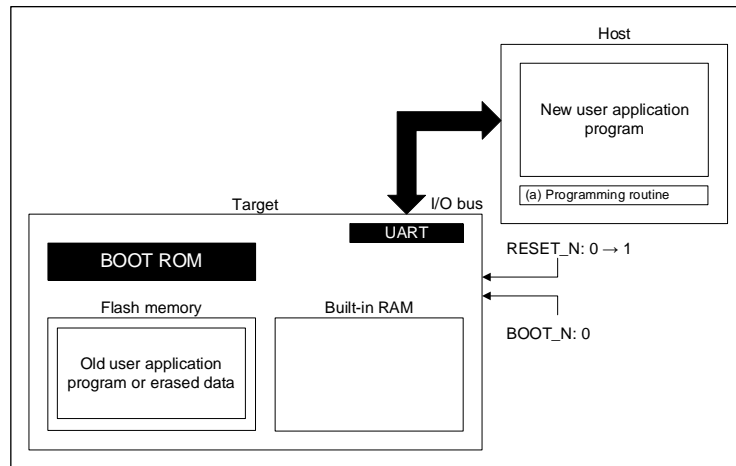 Host
New user application
program
(a) Programming routine
Target
I/O bus
UART
BOOT ROM
RESET_N: 0 → 1
Flash memory
Built-in RAM
BOOT_N: 0
Old user application
program or erased data